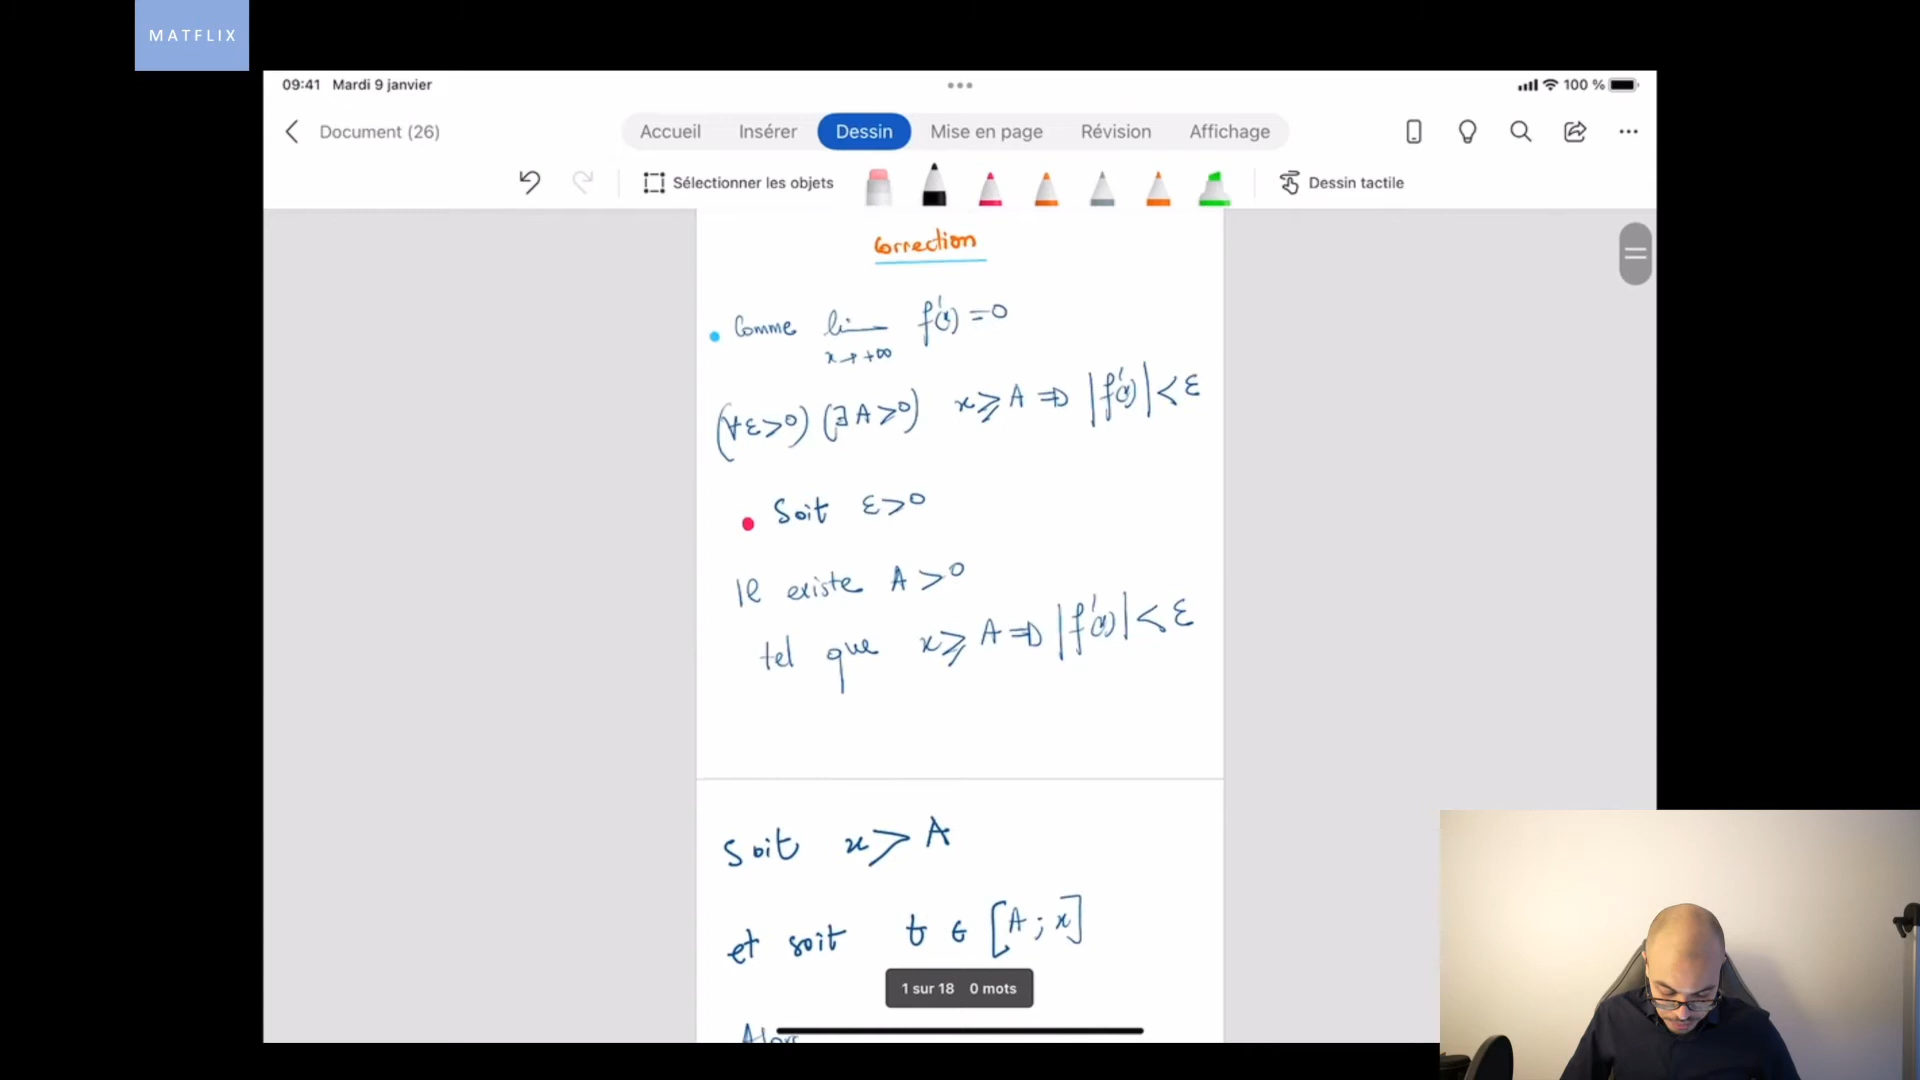 MATFLIX
09:41 Mardi 9 janvier
100 %
Document (26)
Accueil Insérer Dessin Mise en page Révision Affichage
Sélectionner les objets
Dessin tactile
Correction
Comme lim f'(x) = 0
x→+∞
(∀ε>0) (∃A>0) x⩾A ⇒ |f'(x)| < ε
Soit ε>0
Il existe A>0
tel que x⩾A ⇒ |f'(x)| < ε
Soit x > A
et soit t ∈ [A ; x]
1 sur 18 0 mots
Alors